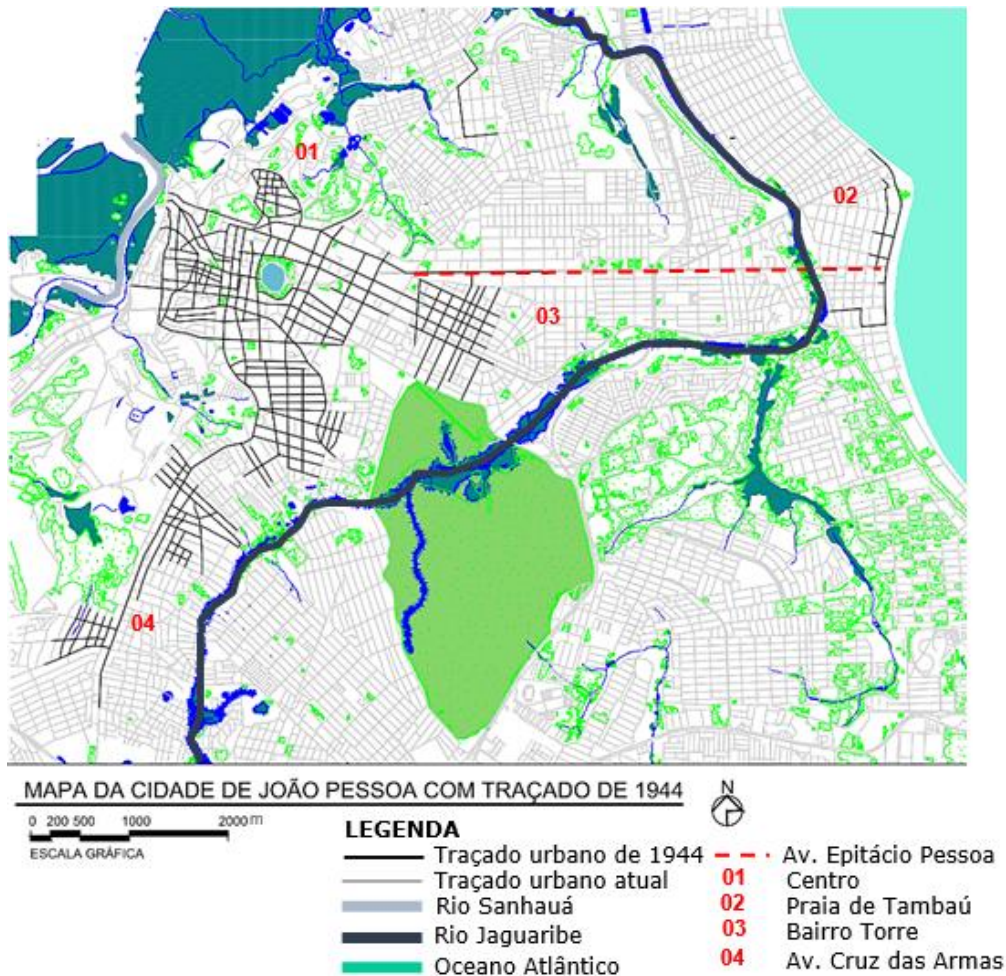 01
02
03
04
MAPA DA CIDADE DE JOÃO PESSOA COM TRAÇADO DE 1944
N
0 200 500 1000 2000 m
ESCALA GRÁFICA
LEGENDA
Traçado urbano de 1944
Traçado urbano atual
Rio Sanhauá
Rio Jaguaribe
Oceano Atlântico
Av. Epitácio Pessoa
01 Centro
02 Praia de Tambaú
03 Bairro Torre
04 Av. Cruz das Armas